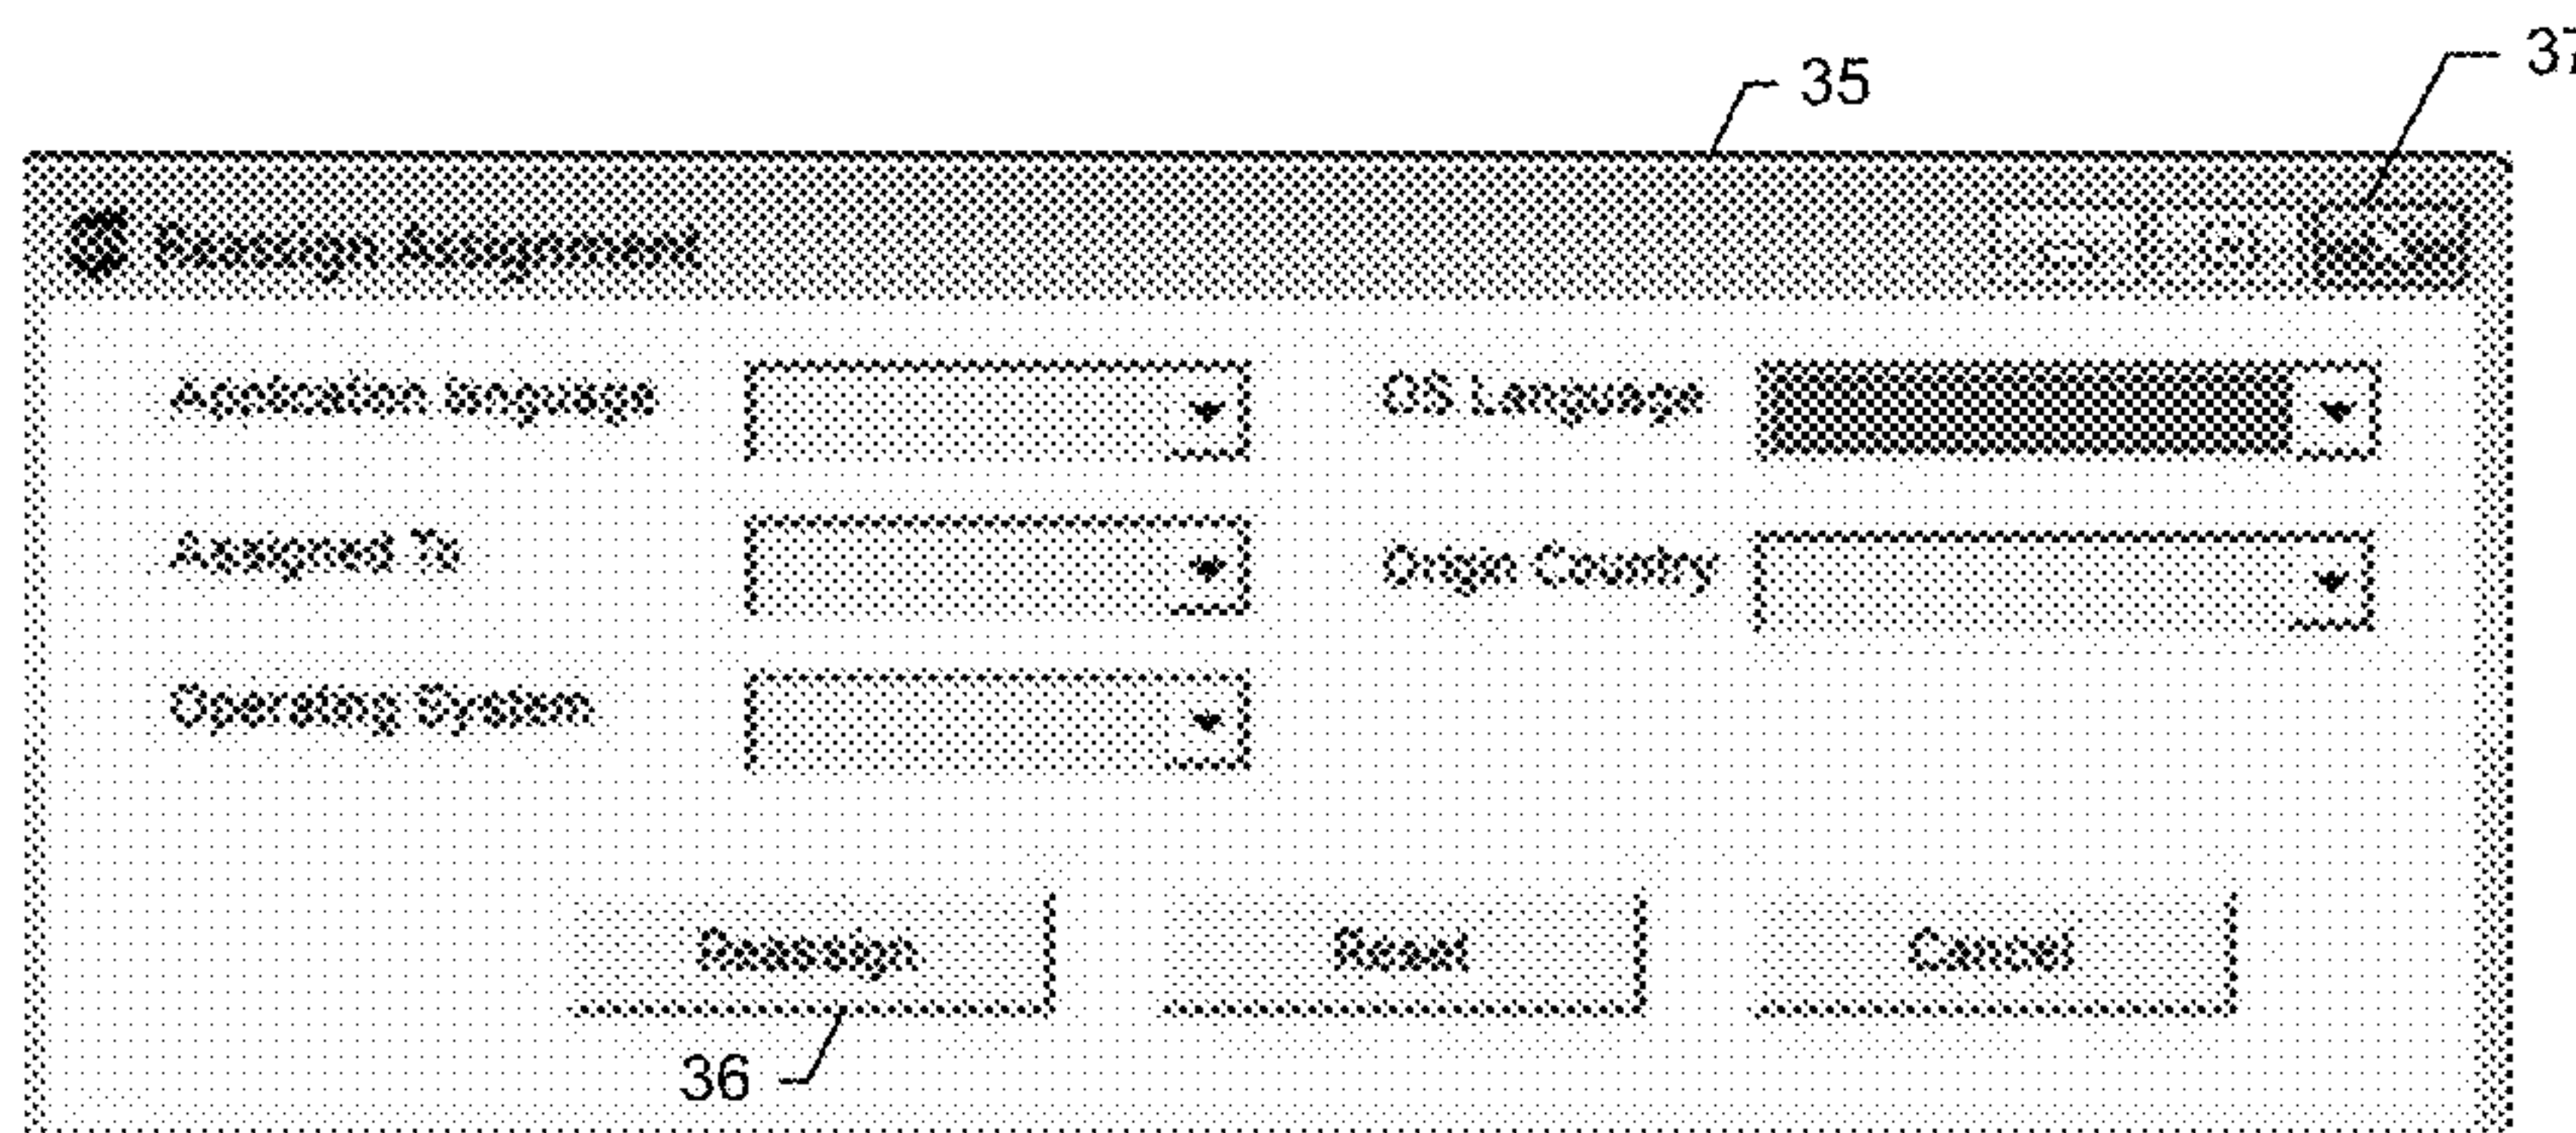 35
37
Reassign Assignment
Application language
OS Language
Assigned To
Origin Country
Operating System
Reassign
Reset
Cancel
36